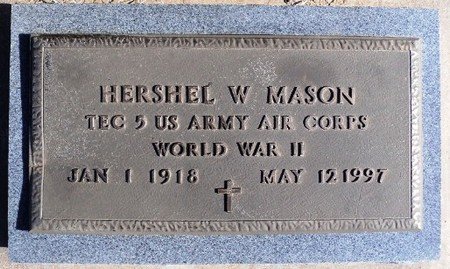 HERSHEL W MASON
TEC 5 US ARMY AIR CORPS
WORLD WAR II
JAN 1 1918 MAY 12 1997